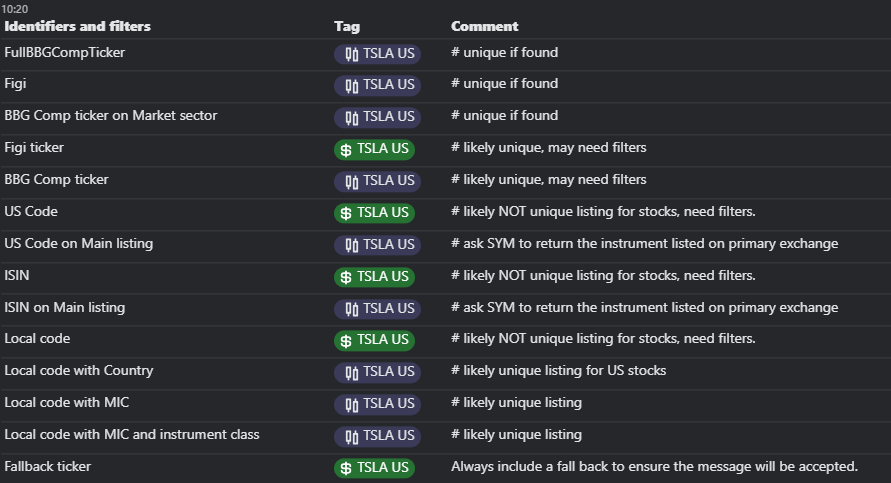 10:20
Identifiers and filters Tag Comment
FullBBGCompTicker TSLA US # unique if found
Figi TSLA US # unique if found
BBG Comp ticker on Market sector TSLA US # unique if found
Figi ticker $ TSLA US # likely unique, may need filters
BBG Comp ticker TSLA US # likely unique, may need filters
US Code $ TSLA US # likely NOT unique listing for stocks, need filters.
US Code on Main listing TSLA US # ask SYM to return the instrument listed on primary exchange
ISIN $ TSLA US # likely NOT unique listing for stocks, need filters.
ISIN on Main listing TSLA US # ask SYM to return the instrument listed on primary exchange
Local code $ TSLA US # likely NOT unique listing for stocks, need filters.
Local code with Country TSLA US # likely unique listing for US stocks
Local code with MIC TSLA US # likely unique listing
Local code with MIC and instrument class TSLA US # likely unique listing
Fallback ticker $ TSLA US Always include a fall back to ensure the message will be accepted.